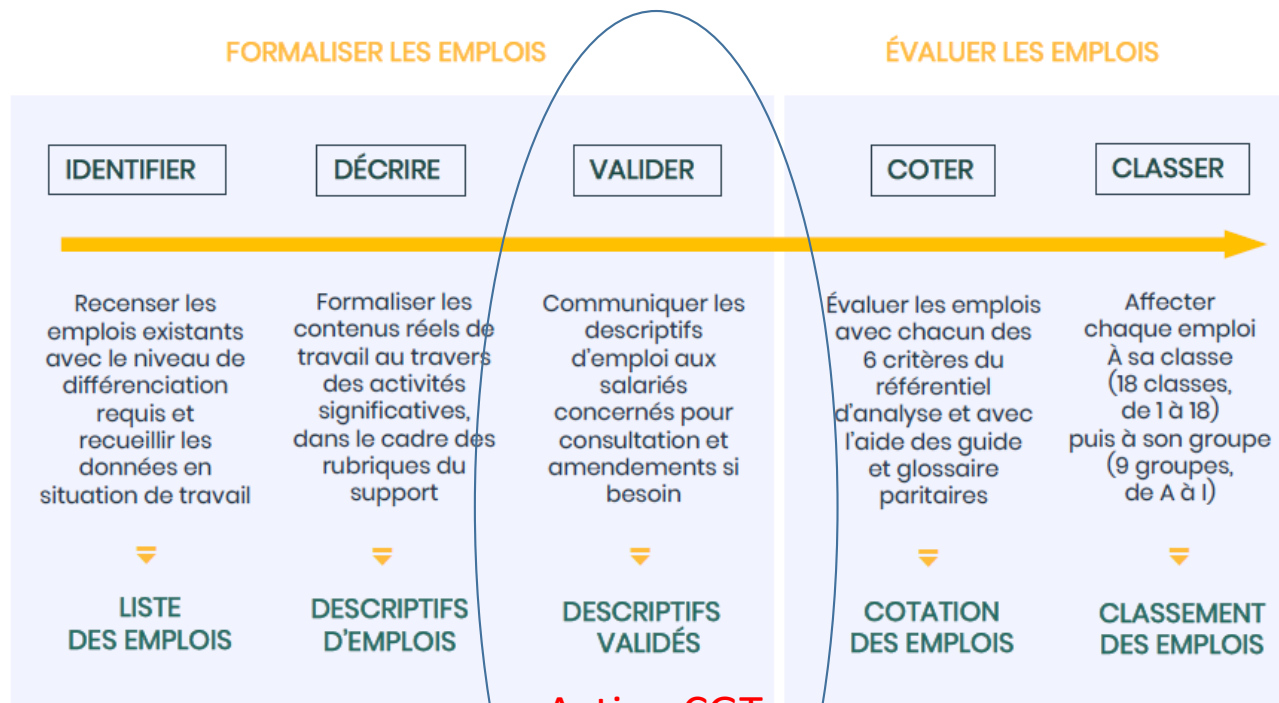 FORMALISER LES EMPLOIS
ÉVALUER LES EMPLOIS
IDENTIFIER
DÉCRIRE
VALIDER
COTER
CLASSER
Recenser les
emplois existants
avec le niveau de
différenciation
requis et
recueillir les
données en
situation de travail
Formaliser les
contenus réels de
travail au travers
des activités
significatives,
dans le cadre des
rubriques du
support
Communiquer les
descriptifs
d'emploi aux
salariés
concernés pour
consultation et
amendements si
besoin
Évaluer les emplois
avec chacun des
6 critères du
référentiel
d'analyse et avec
l'aide des guide
et glossaire
paritaires
Affecter
chaque emploi
À sa classe
(18 classes,
de 1 à 18)
puis à son groupe
(9 groupes,
de A à I)
LISTE
DES EMPLOIS
DESCRIPTIFS
D'EMPLOIS
DESCRIPTIFS
VALIDÉS
COTATION
DES EMPLOIS
CLASSEMENT
DES EMPLOIS